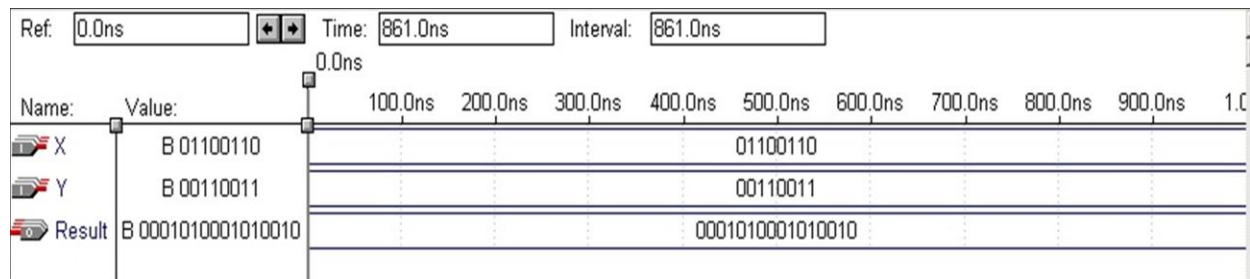 Ref: 0.0ns Time: 861.0ns Interval: 861.0ns
0.0ns
Name: Value: 100.0ns 200.0ns 300.0ns 400.0ns 500.0ns 600.0ns 700.0ns 800.0ns 900.0ns
X B 01100110 01100110
Y B 00110011 00110011
Result B 0001010001010010 0001010001010010